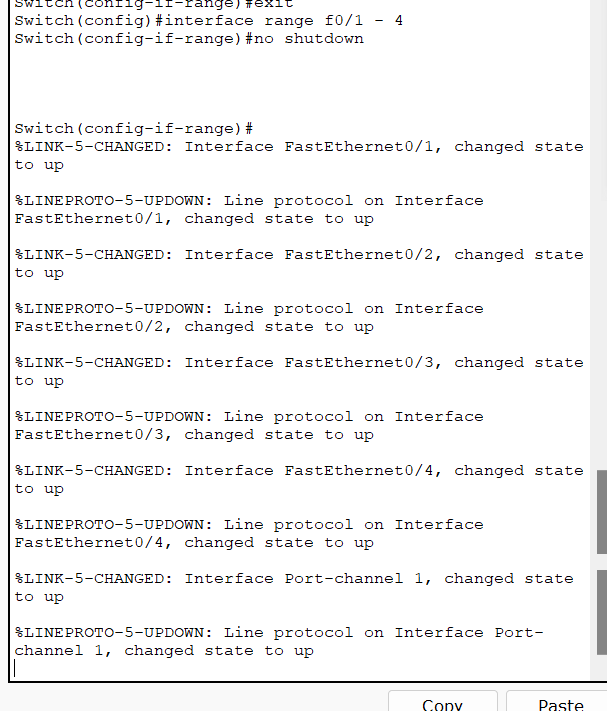 Switch(config-if-range)#exit
Switch(config)#interface range f0/1 - 4
Switch(config-if-range)#no shutdown
Switch(config-if-range)#
%LINK-5-CHANGED: Interface FastEthernet0/1, changed state
to up
%LINEPROTO-5-UPDOWN: Line protocol on Interface
FastEthernet0/1, changed state to up
%LINK-5-CHANGED: Interface FastEthernet0/2, changed state
to up
%LINEPROTO-5-UPDOWN: Line protocol on Interface
FastEthernet0/2, changed state to up
%LINK-5-CHANGED: Interface FastEthernet0/3, changed state
to up
%LINEPROTO-5-UPDOWN: Line protocol on Interface
FastEthernet0/3, changed state to up
%LINK-5-CHANGED: Interface FastEthernet0/4, changed state
to up
%LINEPROTO-5-UPDOWN: Line protocol on Interface
FastEthernet0/4, changed state to up
%LINK-5-CHANGED: Interface Port-channel 1, changed state
to up
%LINEPROTO-5-UPDOWN: Line protocol on Interface Port-
channel 1, changed state to up
Copy Paste